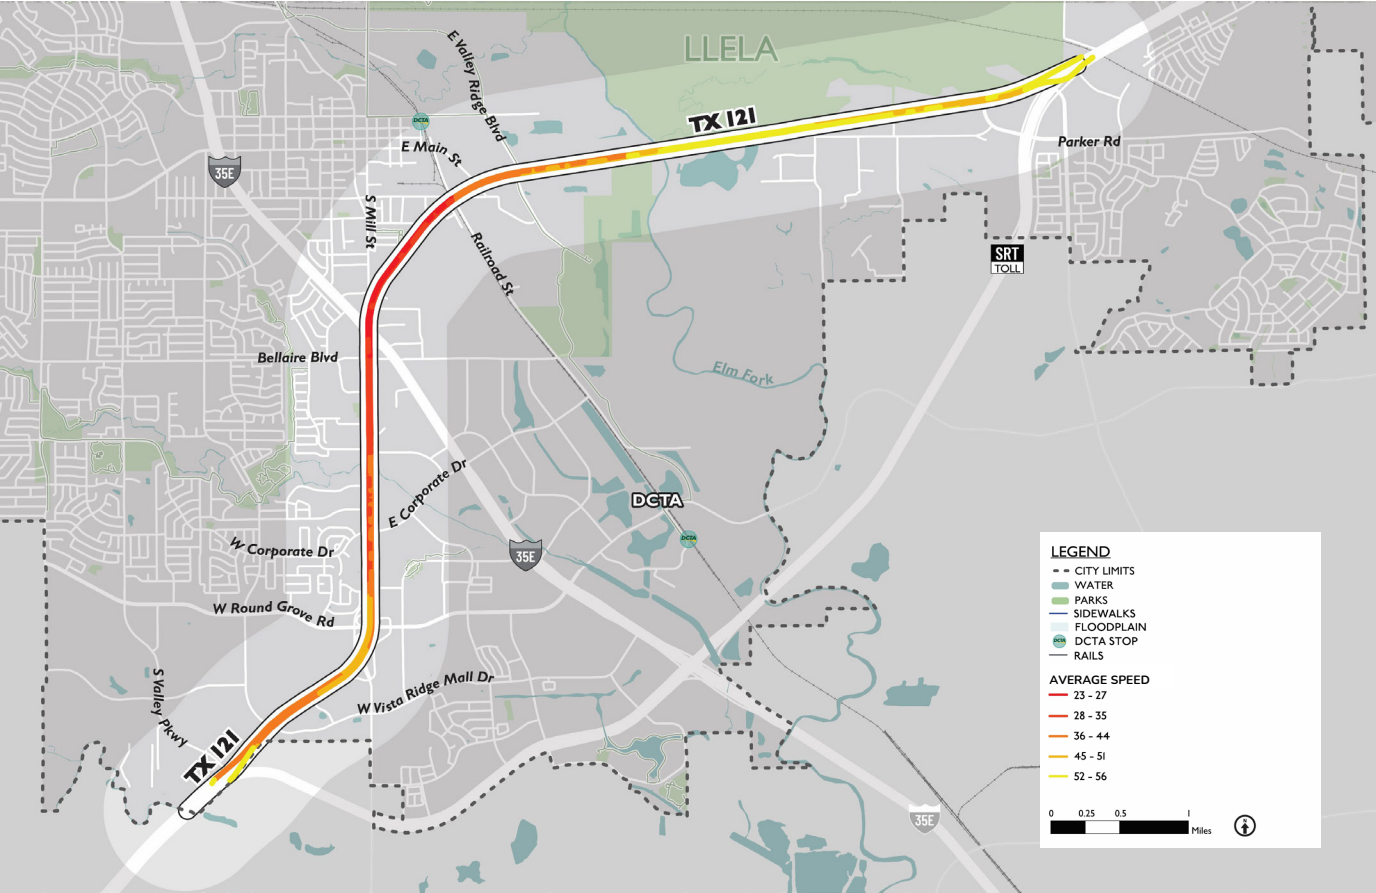 LLELA
E Valley Ridge Blvd
TX 121
DCTA
E Main St
Parker Rd
35E
S Mill St
Railroad St
SRT
TOLL
Bellaire Blvd
Elm Fork
E Corporate Dr
DCTA
DCTA
W Corporate Dr
35E
W Round Grove Rd
S Valley Pkwy
W Vista Ridge Mall Dr
TX 121
35E
LEGEND
CITY LIMITS
WATER
PARKS
SIDEWALKS
FLOODPLAIN
DCTA
DCTA STOP
RAILS
AVERAGE SPEED
23 - 27
28 - 35
36 - 44
45 - 51
52 - 56
0 0.25 0.5 1
Miles
N